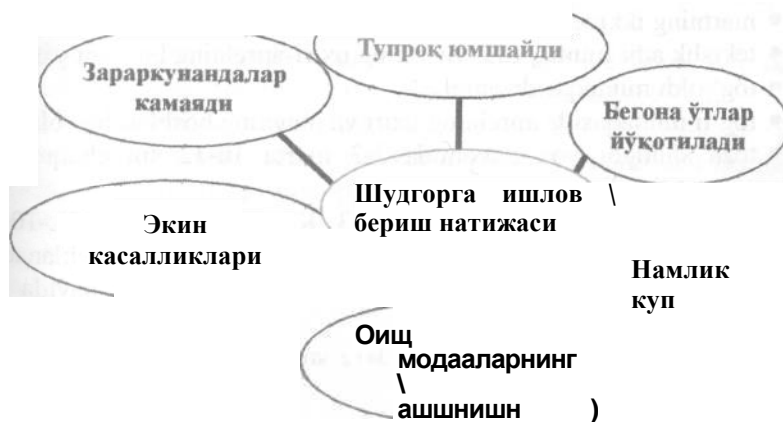 Тупроқ юмшайди
Зараркунандалар
камаяди
Бегона ўтлар
йўқотилади
Шудгорга ишлов \
бериш натижаси
Экин
касалликлари
Намлик
куп
Оищ
модааларнинг
\
ашшнишн )